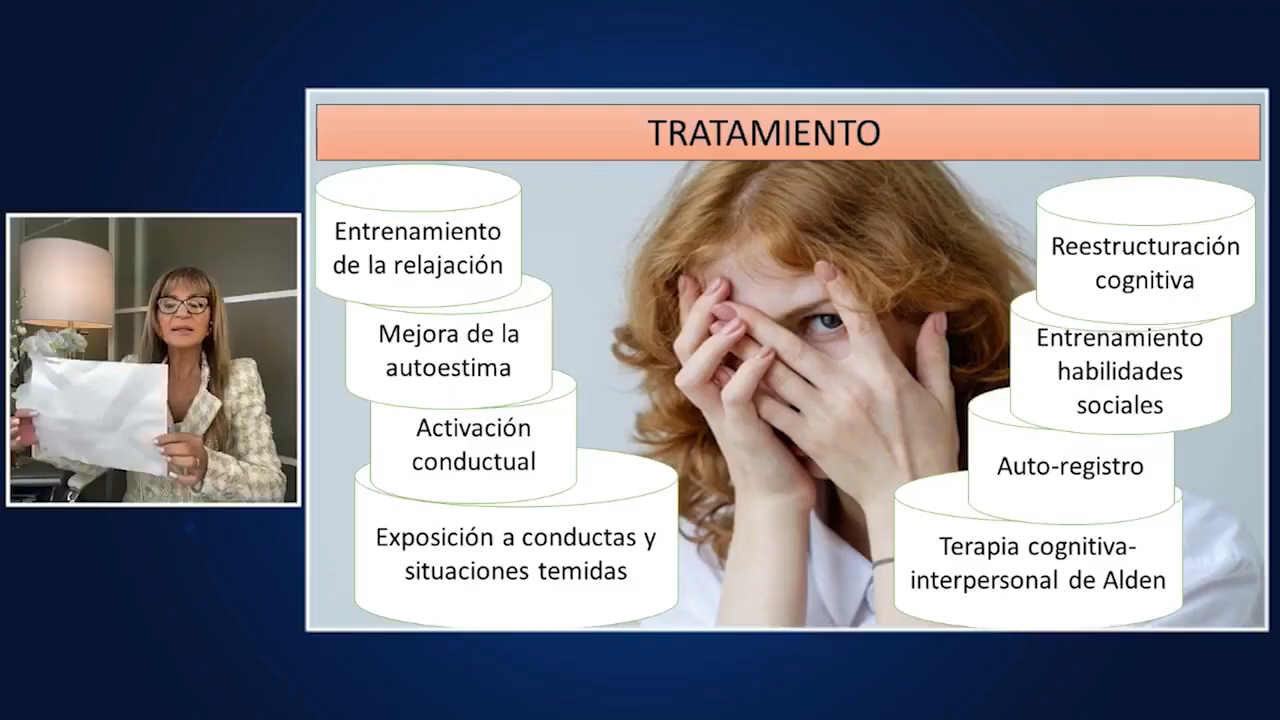 TRATAMIENTO
Entrenamiento
de la relajación
Mejora de la
autoestima
Activación
conductual
Exposición a conductas y
situaciones temidas
Reestructuración
cognitiva
Entrenamiento
habilidades
sociales
Auto-registro
Terapia cognitiva-
interpersonal de Alden